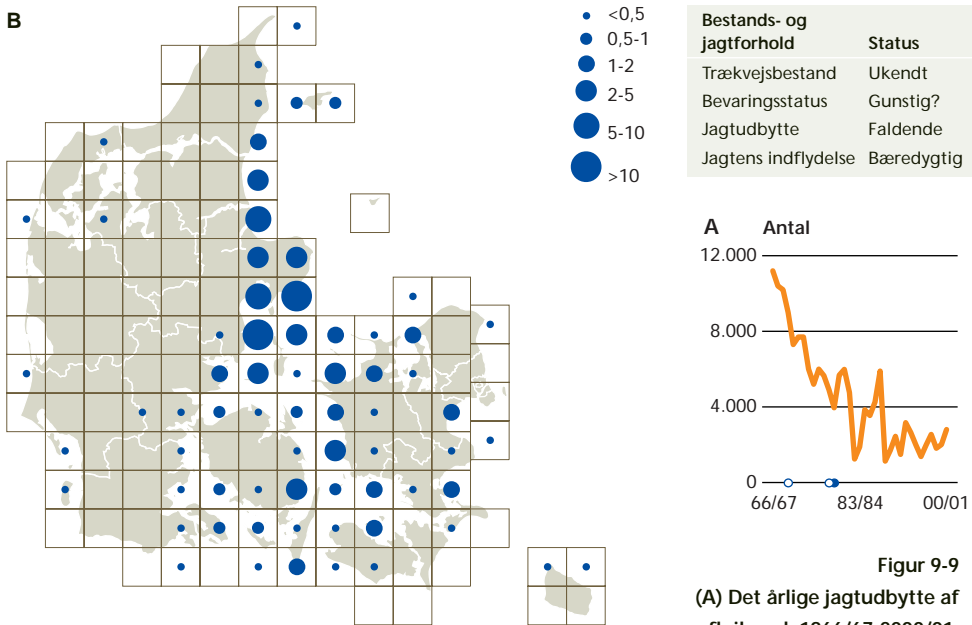 B
<0,5
0,5-1
1-2
2-5
5-10
>10
Bestands- og
jagtforhold Status
Trækvejsbestand Ukendt
Bevaringsstatus Gunstig?
Jagtudbytte Faldende
Jagtens indflydelse Bæredygtig
A Antal
12.000
8.000
4.000
0
66/67 83/84 00/01
Figur 9-9
(A) Det årlige jagtudbytte af